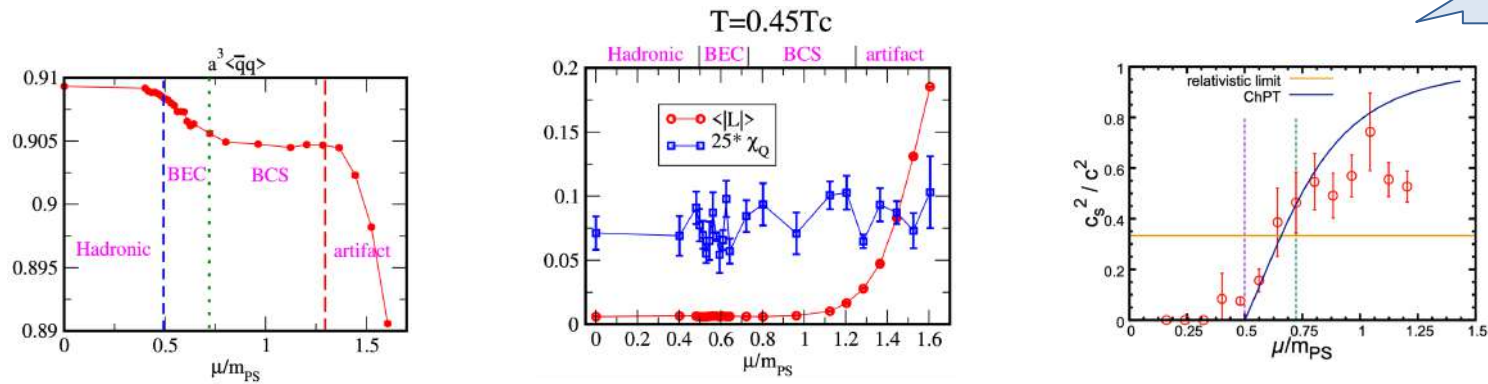 a³<q̅q>
0.91
0.905
0.9
0.895
0.89
BEC
BCS
Hadronic
artifact
0
0.5
1
1.5
μ/m_PS
T=0.45Tc
Hadronic
BEC
BCS
artifact
0.2
0.15
0.1
0.05
0
<|L|>
25* χ_Q
0 0.2 0.4 0.6 0.8 1 1.2 1.4 1.6
μ/m_PS
relativistic limit
ChPT
1
0.8
0.6
0.4
0.2
0
c_s² / c²
0 0.25 0.5 0.75 1 1.25 1.5
μ/m_PS